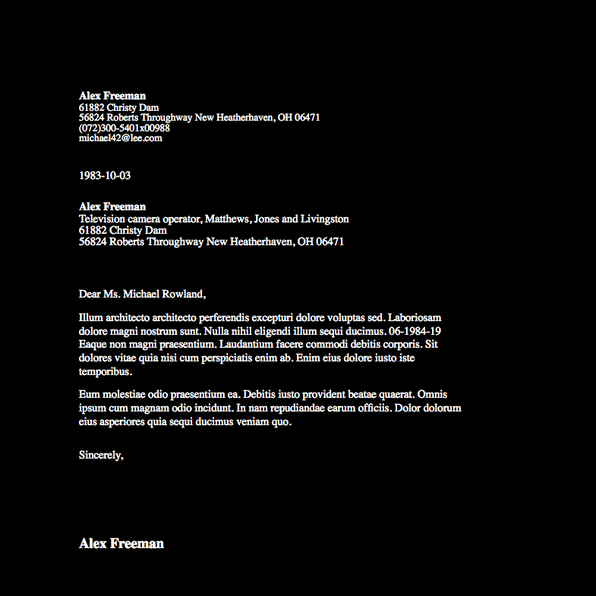 Alex Freeman
61882 Christy Dam
56824 Roberts Throughway New Heatherhaven, OH 06471
(072)300-5401x00988
michael42@lee.com
1983-10-03
Alex Freeman
Television camera operator, Matthews, Jones and Livingston
61882 Christy Dam
56824 Roberts Throughway New Heatherhaven, OH 06471
Dear Ms. Michael Rowland,
Illum architecto architecto perferendis excepturi dolore voluptas sed. Laboriosam
dolore magni nostrum sunt. Nulla nihil eligendi illum sequi ducimus. 06-1984-19
Eaque non magni praesentium. Laudantium facere commodi debitis corporis. Sit
dolores vitae quia nisi cum perspiciatis enim ab. Enim eius dolore iusto iste
temporibus.
Eum molestiae odio praesentium ea. Debitis iusto provident beatae quaerat. Omnis
ipsum cum magnam odio incidunt. In nam repudiandae earum officiis. Dolor dolorum
eius asperiores quia sequi ducimus veniam quo.
Sincerely,
Alex Freeman